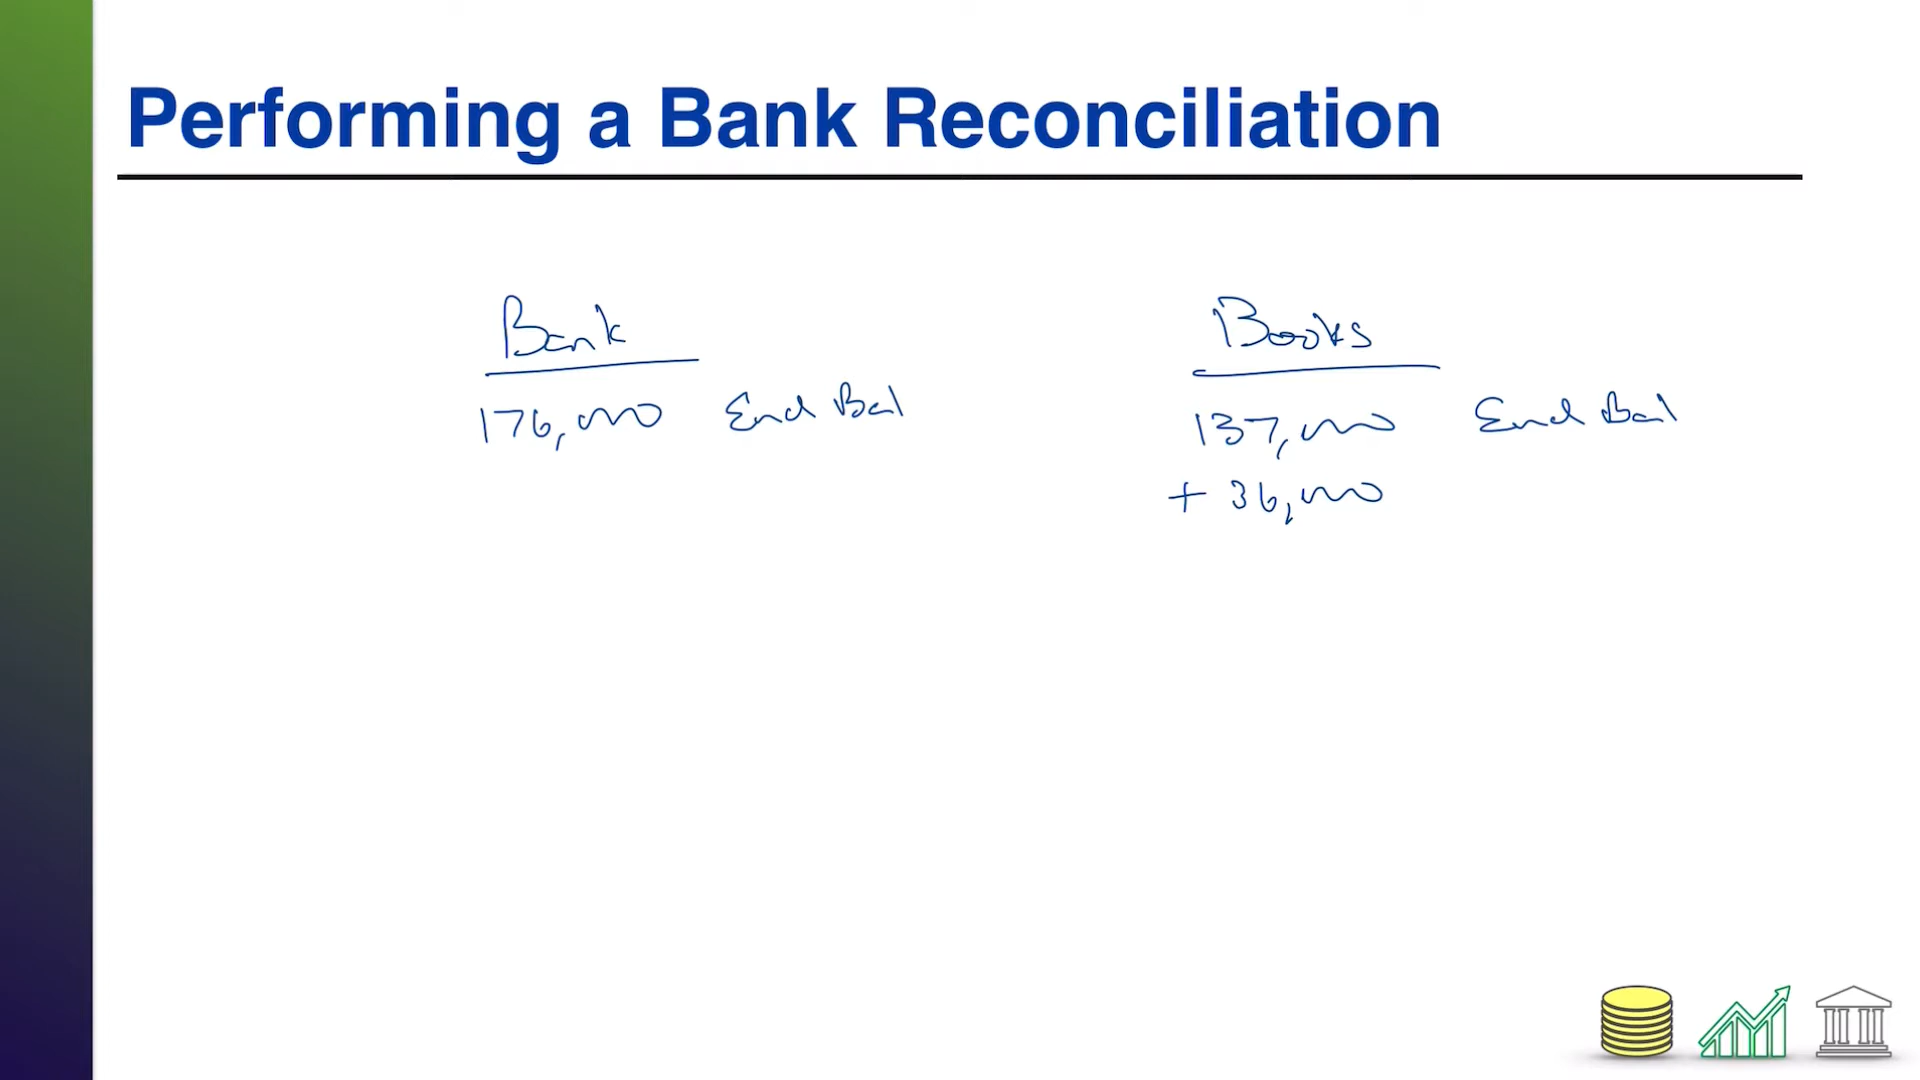 Performing a Bank Reconciliation
Bank
176,000 End Bal
Books
137,000 End Bal
+ 36,000